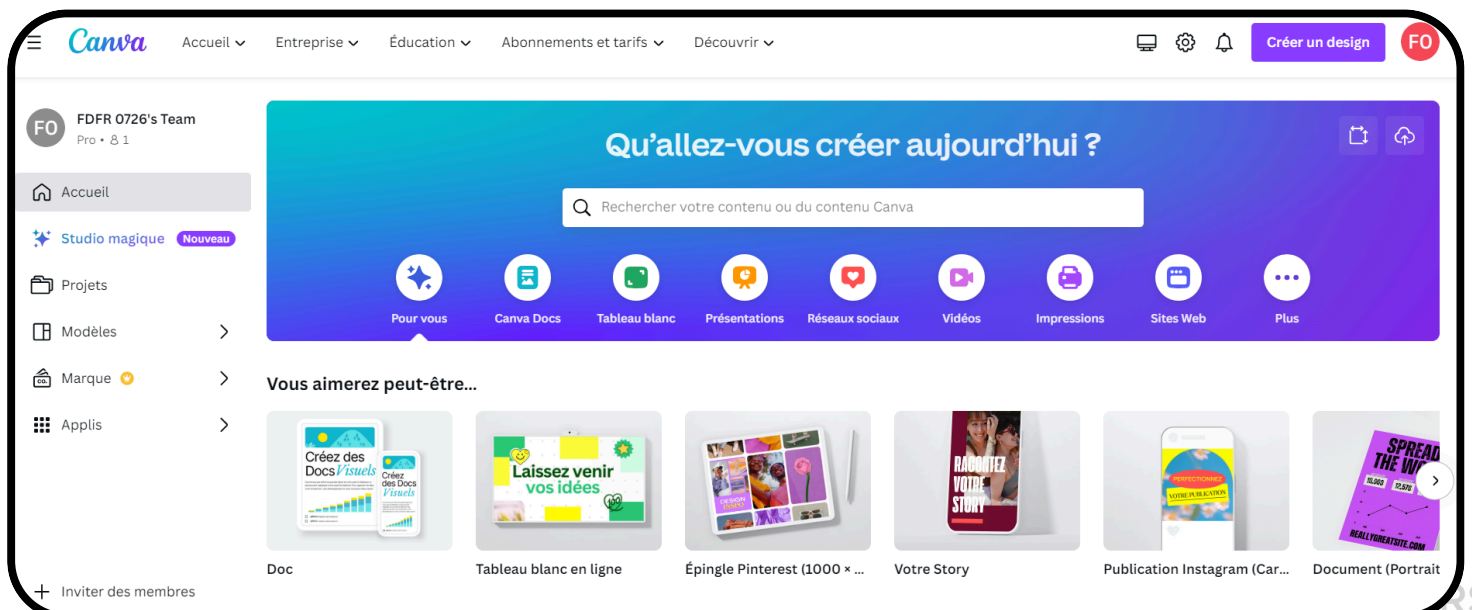 Canva
Accueil
Entreprise
Éducation
Abonnements et tarifs
Découvrir
Créer un design
FO
FO
FDFR 0726's Team
Pro • 1
Accueil
Studio magique Nouveau
Projets
Modèles
Marque
Applis
Inviter des membres
Qu'allez-vous créer aujourd'hui ?
Rechercher votre contenu ou du contenu Canva
Pour vous
Canva Docs
Tableau blanc
Présentations
Réseaux sociaux
Vidéos
Impressions
Sites Web
Plus
Vous aimerez peut-être...
Créez des
Docs Visuels
Créez
des Docs
Visuels
Doc
Laissez venir
vos idées
Tableau blanc en ligne
DESIGN
Épingle Pinterest (1000 × ...
RACONTEZ
VOTRE
STORY
Votre Story
PERFECTIONNEZ
VOTRE PUBLICATION
Publication Instagram (Car...
SPREAD
THE WO
10,003
12,570
REALLYGREATSITE.COM
Document (Portrait